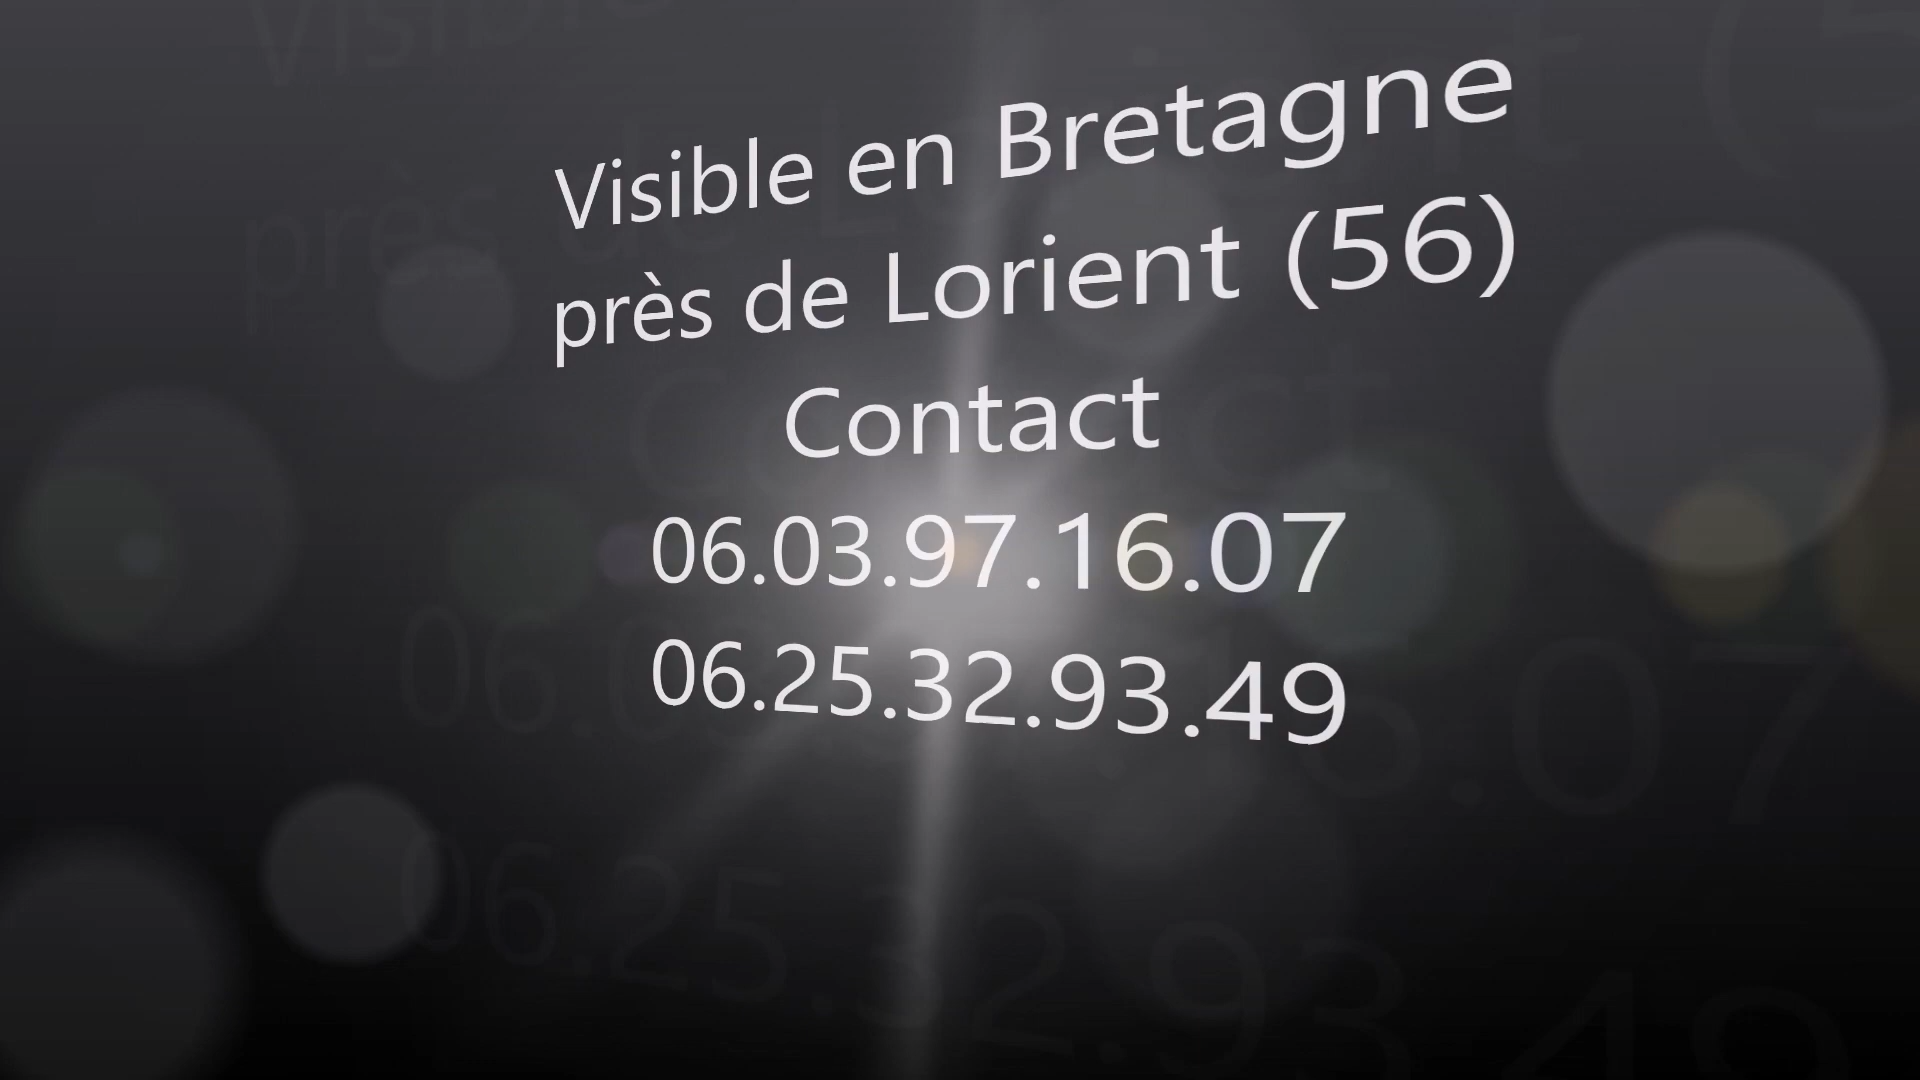 Visible en Bretagne
près de Lorient (56)
Contact
06.03.97.16.07
06.25.32.93.49